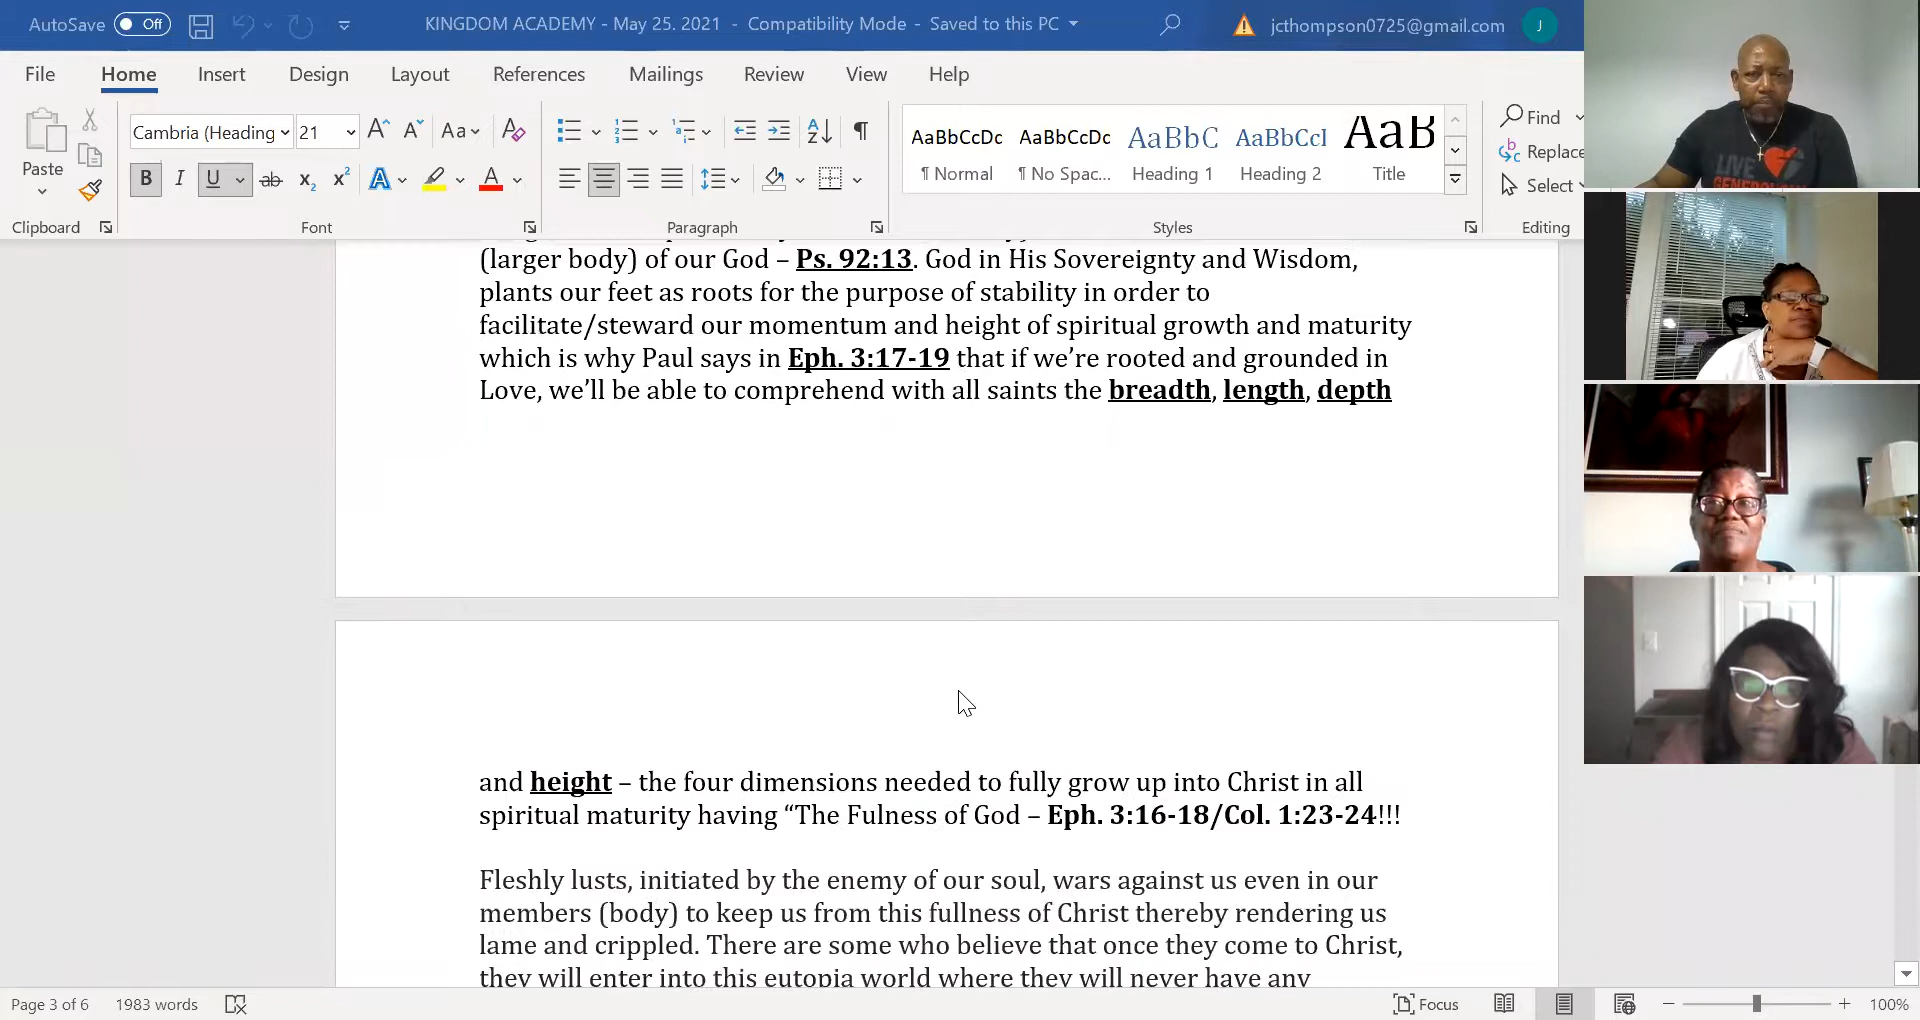 AutoSave Off KINGDOM ACADEMY - May 25. 2021 - Compatibility Mode - Saved to this PC jcthompson0725@gmail.com J
File Home Insert Design Layout References Mailings Review View Help
Paste
Cambria (Heading 21 Aa
B I U ab x₂ x² A A
AaBbCcDc AaBbCcDc AaBbC AaBbCcI AaB
¶ Normal ¶ No Spac... Heading 1 Heading 2 Title
Find
Replace
Select
Clipboard Font Paragraph Styles Editing
(larger body) of our God – Ps. 92:13. God in His Sovereignty and Wisdom,
plants our feet as roots for the purpose of stability in order to
facilitate/steward our momentum and height of spiritual growth and maturity
which is why Paul says in Eph. 3:17-19 that if we’re rooted and grounded in
Love, we’ll be able to comprehend with all saints the breadth, length, depth
and height – the four dimensions needed to fully grow up into Christ in all
spiritual maturity having “The Fulness of God – Eph. 3:16-18/Col. 1:23-24!!!
Fleshly lusts, initiated by the enemy of our soul, wars against us even in our
members (body) to keep us from this fullness of Christ thereby rendering us
lame and crippled. There are some who believe that once they come to Christ,
they will enter into this eutopia world where they will never have any
Page 3 of 6 1983 words Focus 100%
LIVE